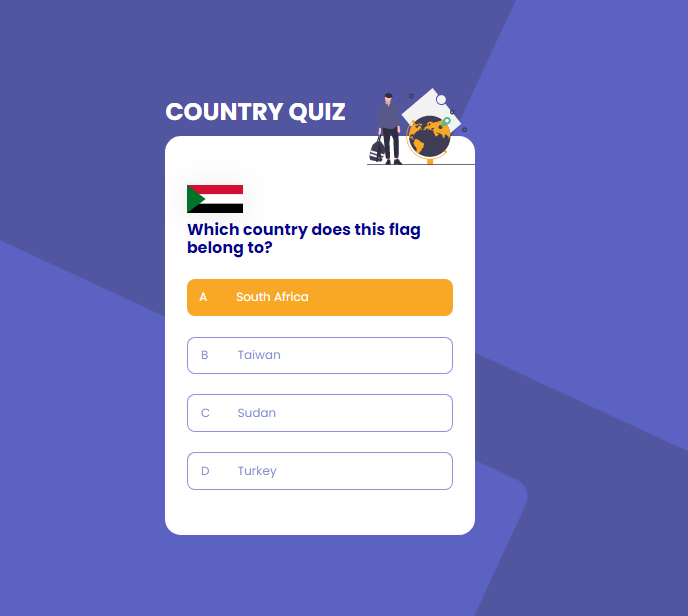 COUNTRY QUIZ
Which country does this flag
belong to?
A South Africa
B Taiwan
C Sudan
D Turkey